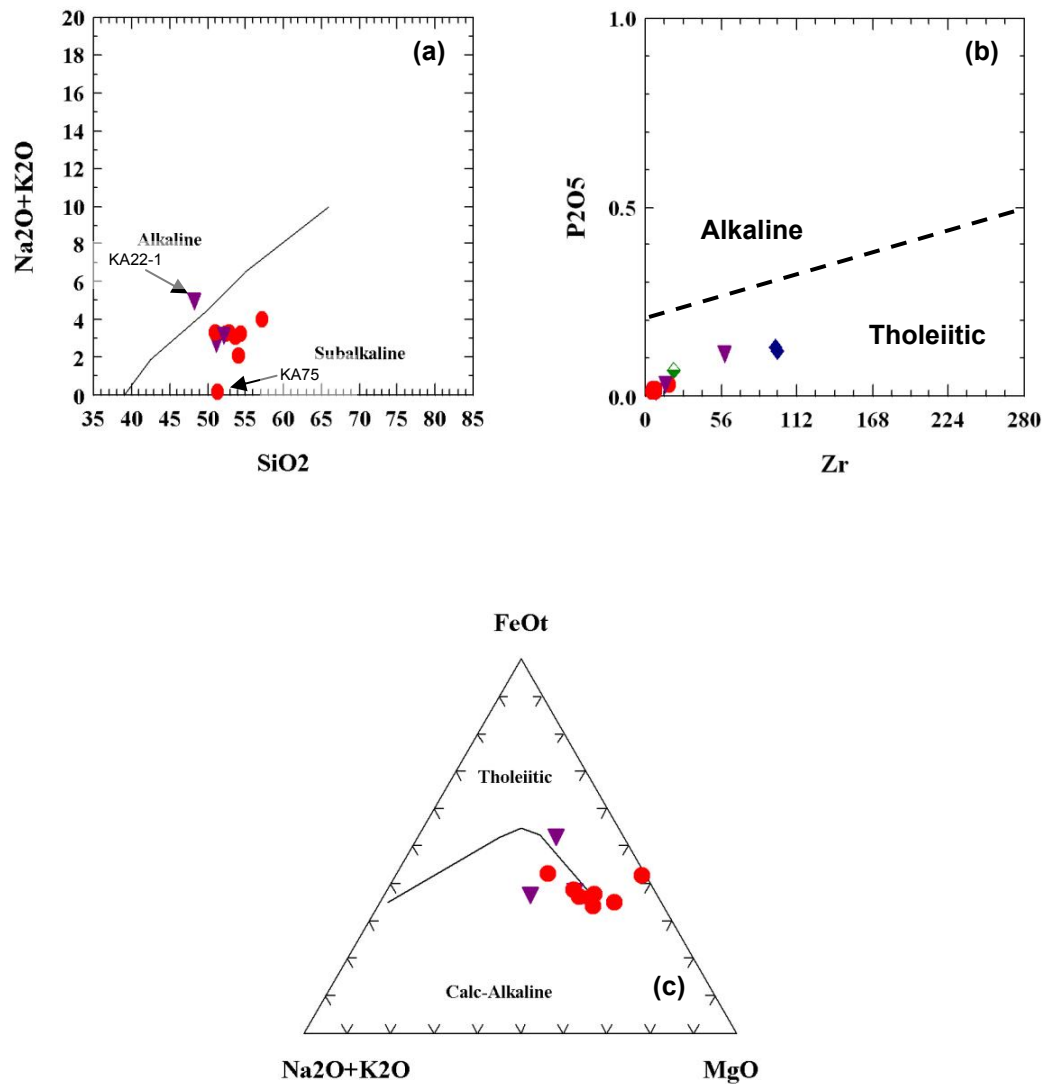 (a)
20
18
16
14
12
10
8
6
4
2
0
Na2O+K2O
Alkaline
KA22-1
Subalkaline
KA75
35 40 45 50 55 60 65 70 75 80 85
SiO2
(b)
1.0
0.5
0.0
P2O5
Alkaline
Tholeiitic
0 56 112 168 224 280
Zr
FeOt
Tholeiitic
Calc-Alkaline
(c)
Na2O+K2O MgO